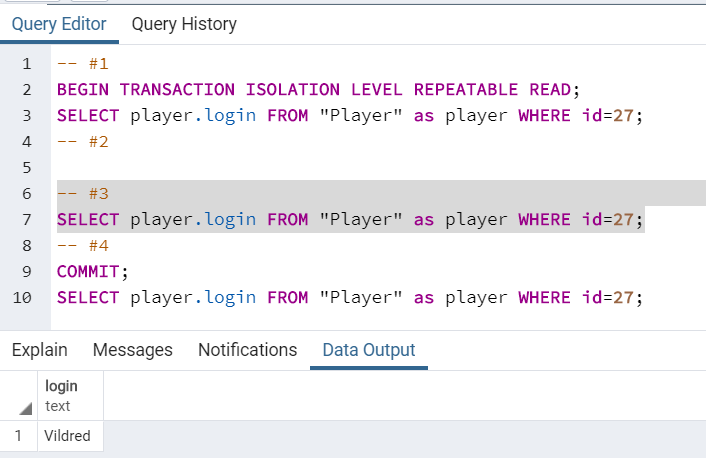 Query Editor Query History
1 -- #1
2 BEGIN TRANSACTION ISOLATION LEVEL REPEATABLE READ;
3 SELECT player.login FROM "Player" as player WHERE id=27;
4 -- #2
5
6 -- #3
7 SELECT player.login FROM "Player" as player WHERE id=27;
8 -- #4
9 COMMIT;
10 SELECT player.login FROM "Player" as player WHERE id=27;
Explain Messages Notifications Data Output
login
text
1 Vildred